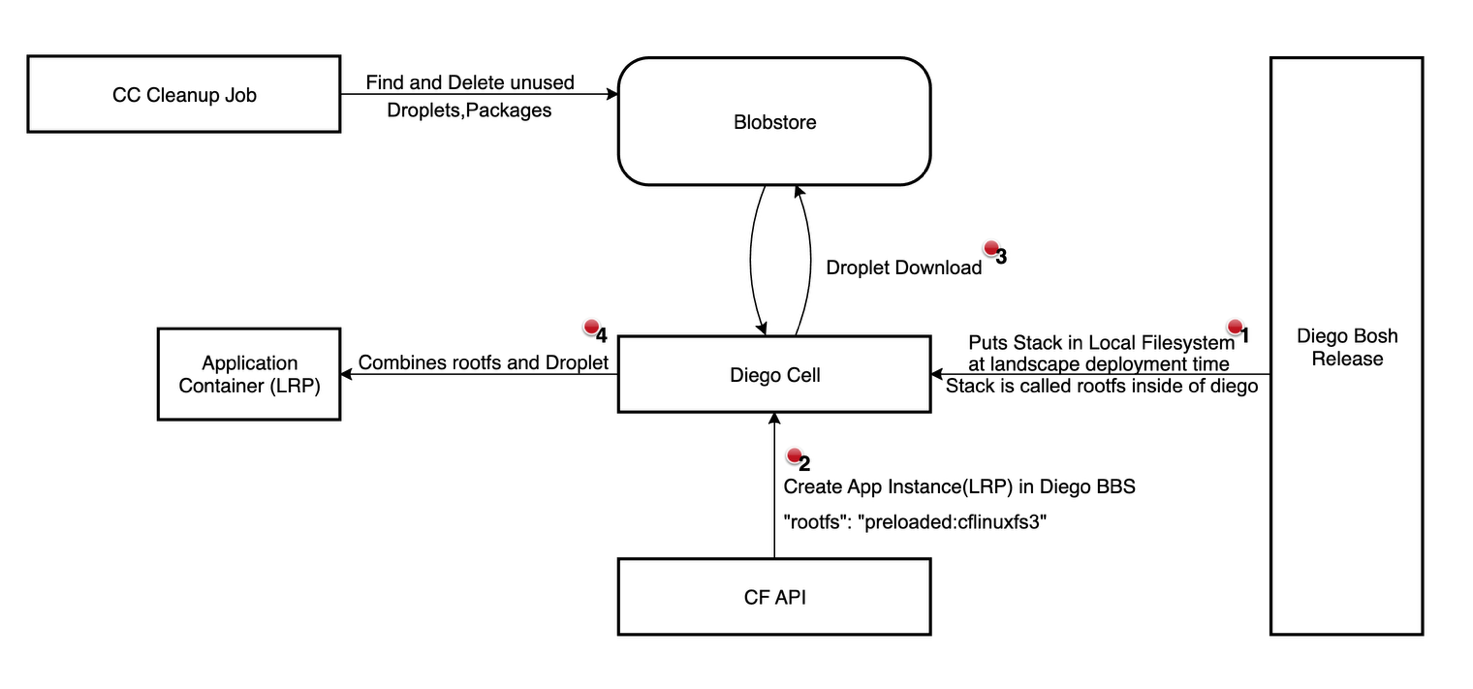 CC Cleanup Job
Find and Delete unused
Droplets,Packages
Blobstore
Droplet Download
3
4
Application
Container (LRP)
Combines rootfs and Droplet
Diego Cell
1
Puts Stack in Local Filesystem
at landscape deployment time
Stack is called rootfs inside of diego
Diego Bosh
Release
2
Create App Instance(LRP) in Diego BBS
"rootfs": "preloaded:cflinuxfs3"
CF API